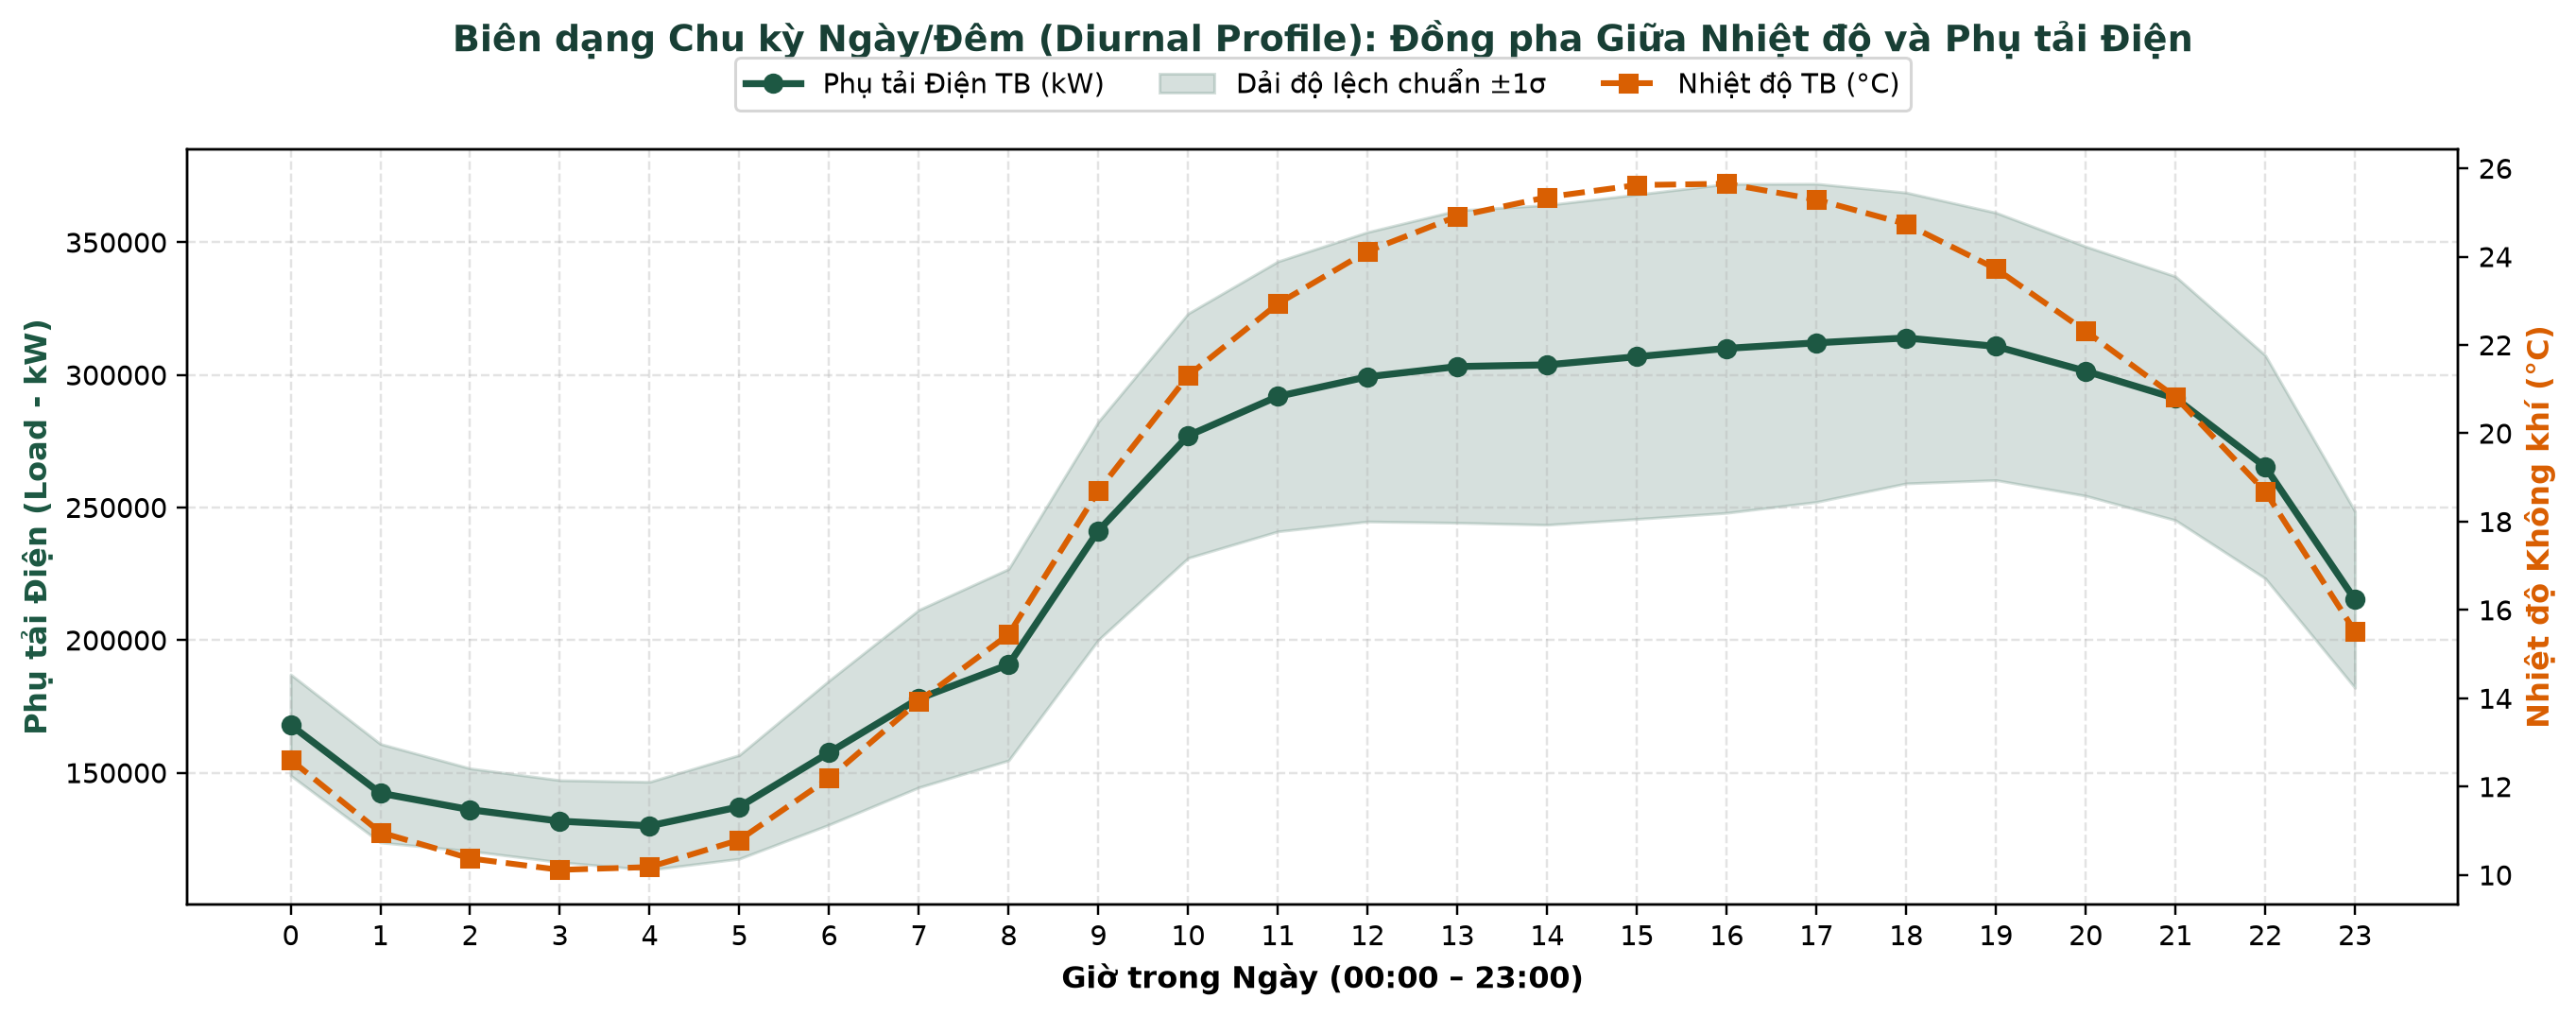 Biên dạng Chu kỳ Ngày/Đêm (Diurnal Profile): Đồng pha Giữa Nhiệt độ và Phụ tải Điện
Phụ tải Điện TB (kW) Dải độ lệch chuẩn ±1σ Nhiệt độ TB (°C)
Phụ tải Điện (Load - kW)
350000
300000
250000
200000
150000
26
24
22
20
18
16
14
12
10
Nhiệt độ Không khí (°C)
0 1 2 3 4 5 6 7 8 9 10 11 12 13 14 15 16 17 18 19 20 21 22 23
Giờ trong Ngày (00:00 – 23:00)